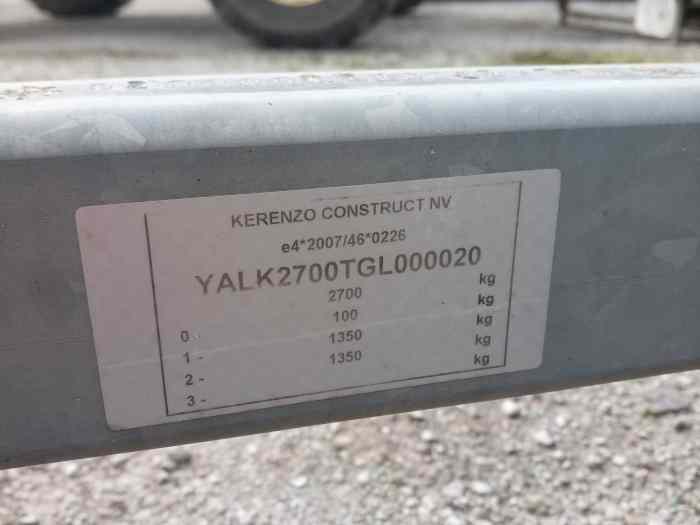 KERENZO CONSTRUCT NV
e4*2007/46*0226
YALK2700TGL000020
2700 kg
0 - 100 kg
1 - 1350 kg
2 - 1350 kg
3 -